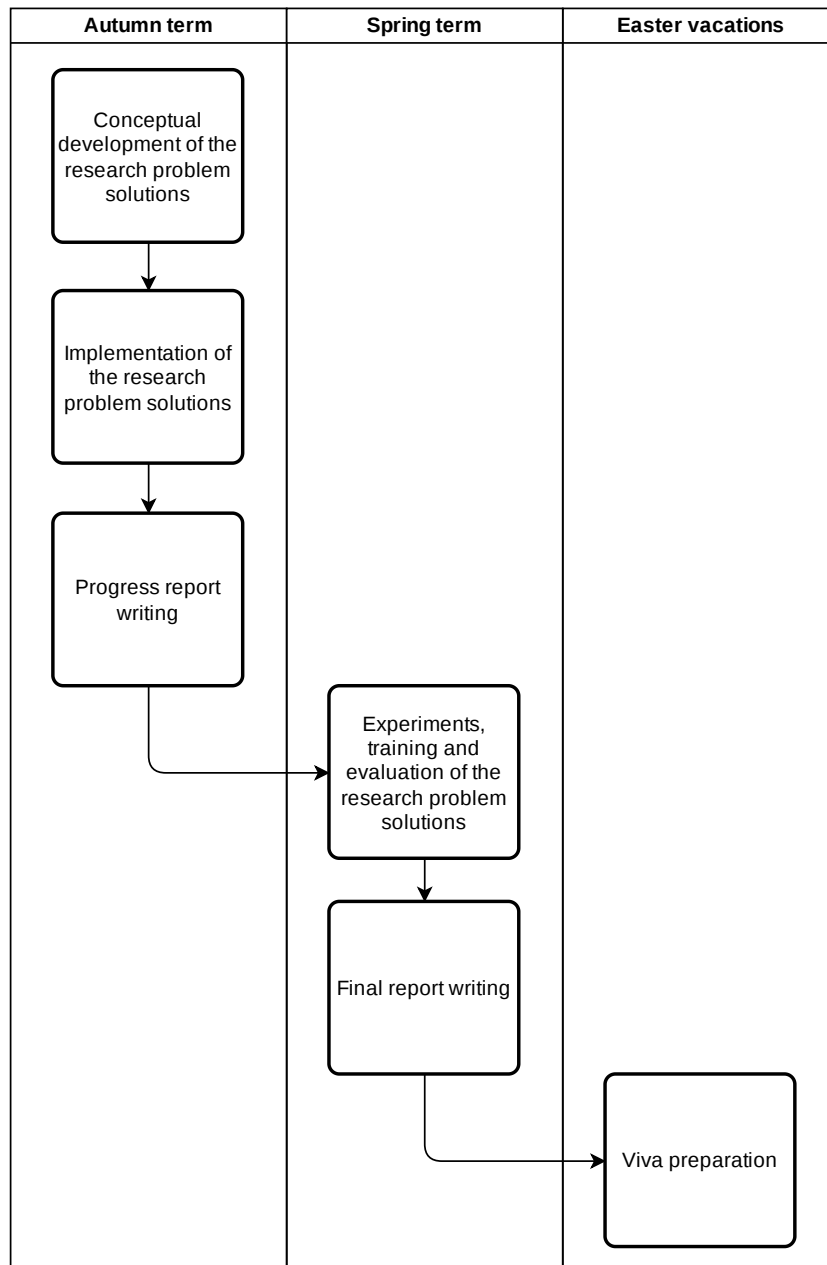 Autumn term
Spring term
Easter vacations
Conceptual
development of the
research problem
solutions
Implementation of
the research
problem solutions
Progress report
writing
Experiments,
training and
evaluation of the
research problem
solutions
Final report writing
Viva preparation